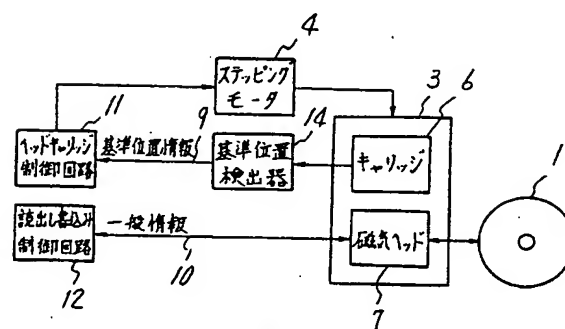 4
ステッピング
モータ
3
6
11
9
14
ヘッドキャリッジ
制御回路
基準位置情報
基準位置
検出器
キャリッジ
1
読出し書込み
制御回路
一般情報
磁気ヘッド
12
10
7